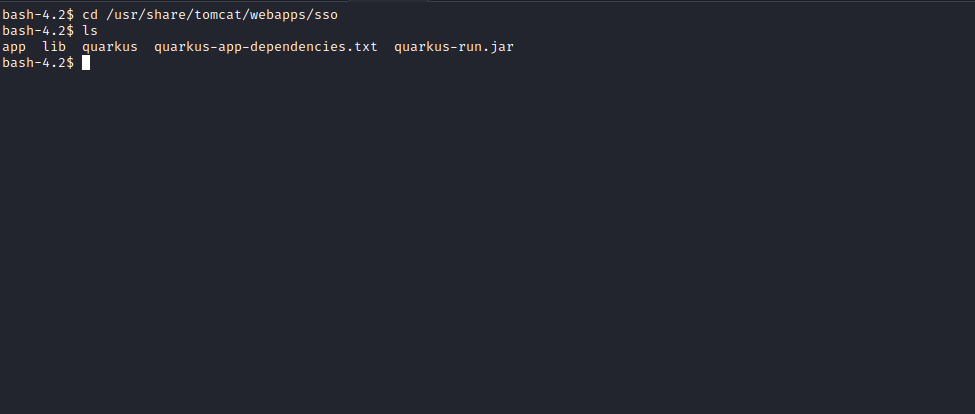 bash-4.2$ cd /usr/share/tomcat/webapps/sso
bash-4.2$ ls
app  lib  quarkus  quarkus-app-dependencies.txt  quarkus-run.jar
bash-4.2$